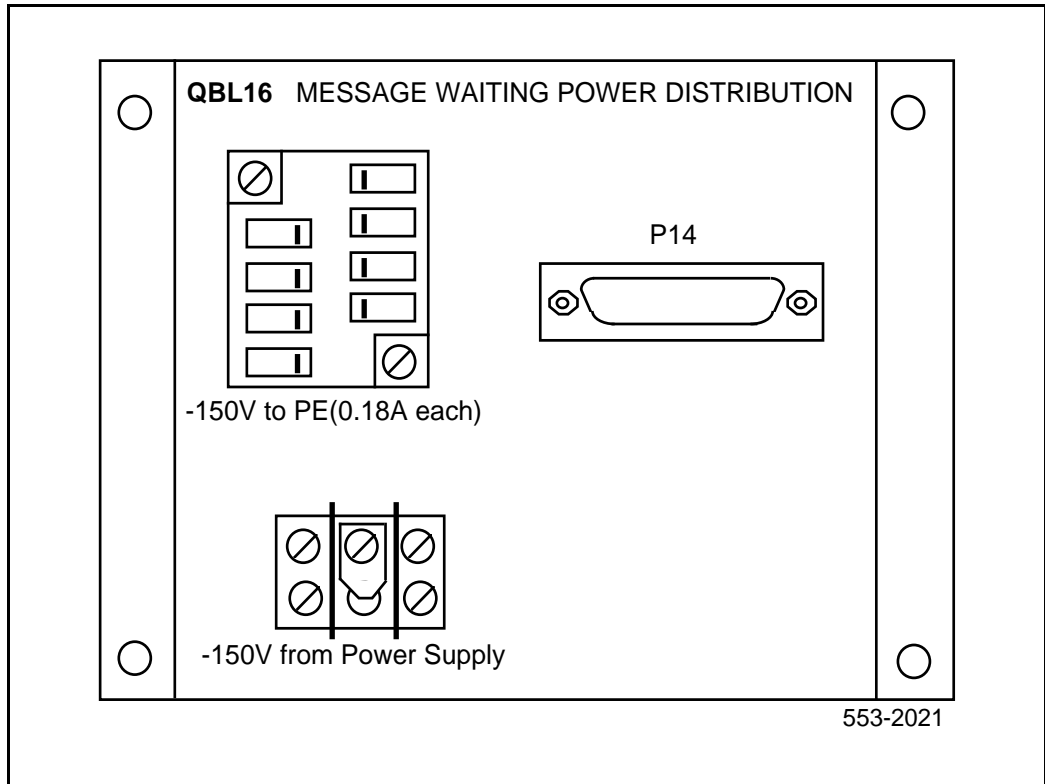 QBL16 MESSAGE WAITING POWER DISTRIBUTION
P14
-150V to PE(0.18A each)
-150V from Power Supply
553-2021